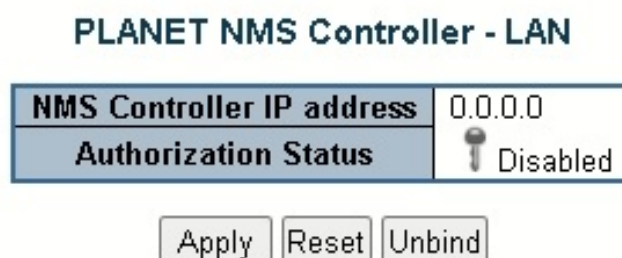 PLANET NMS Controller - LAN
NMS Controller IP address 0.0.0.0
Authorization Status Disabled
Apply Reset Unbind